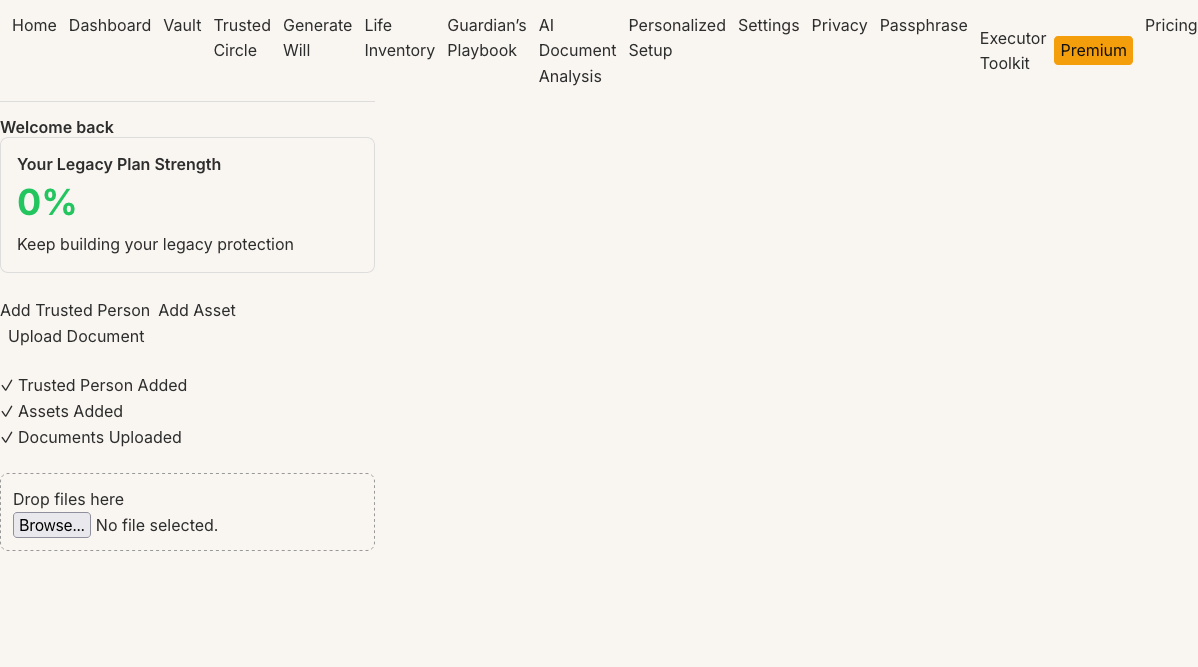 Home Dashboard Vault Trusted Circle Generate Will Life Inventory Guardian’s Playbook AI Document Analysis Personalized Setup Settings Privacy Passphrase Executor Toolkit Premium Pricing
Welcome back
Your Legacy Plan Strength
0%
Keep building your legacy protection
Add Trusted Person Add Asset
Upload Document
✓ Trusted Person Added
✓ Assets Added
✓ Documents Uploaded
Drop files here
Browse... No file selected.